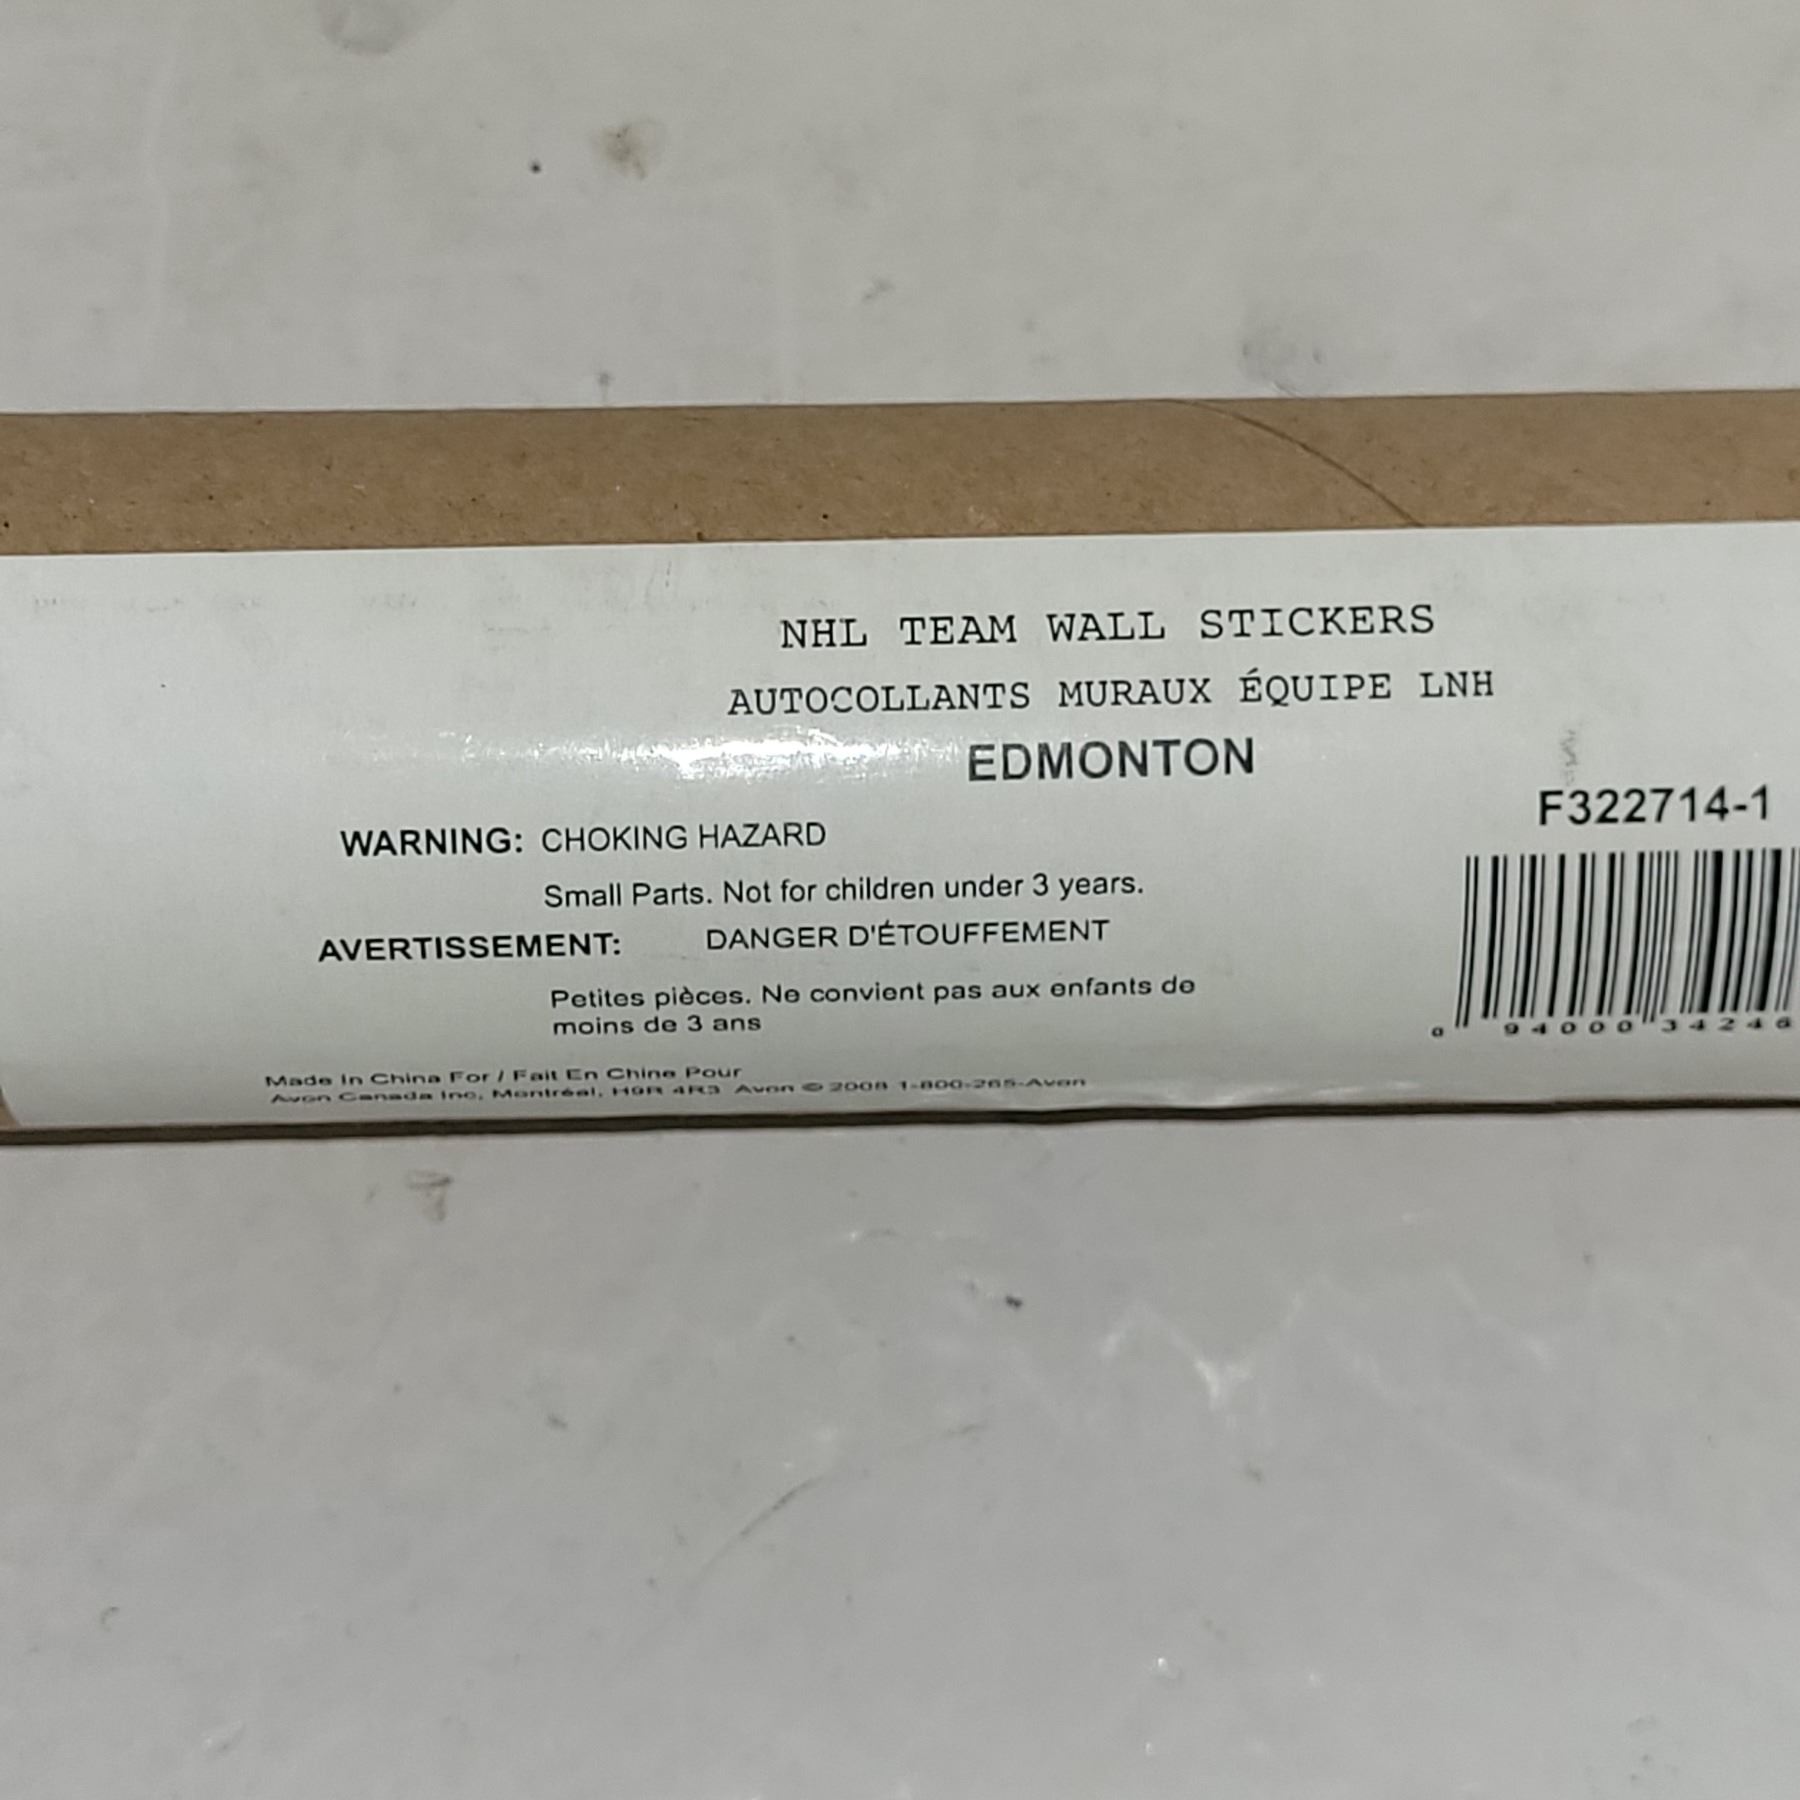 NHL TEAM WALL STICKERS
AUTOCOLLANTS MURAUX ÉQUIPE LNH
EDMONTON
F322714-1
WARNING: CHOKING HAZARD
Small Parts. Not for children under 3 years.
AVERTISSEMENT: DANGER D'ÉTOUFFEMENT
Petites pièces. Ne convient pas aux enfants de
moins de 3 ans
0 94000 34246
Made In China For / Fait En Chine Pour
Avon Canada Inc, Montréal, H9R 4R3 Avon © 2008 1-800-265-Avon